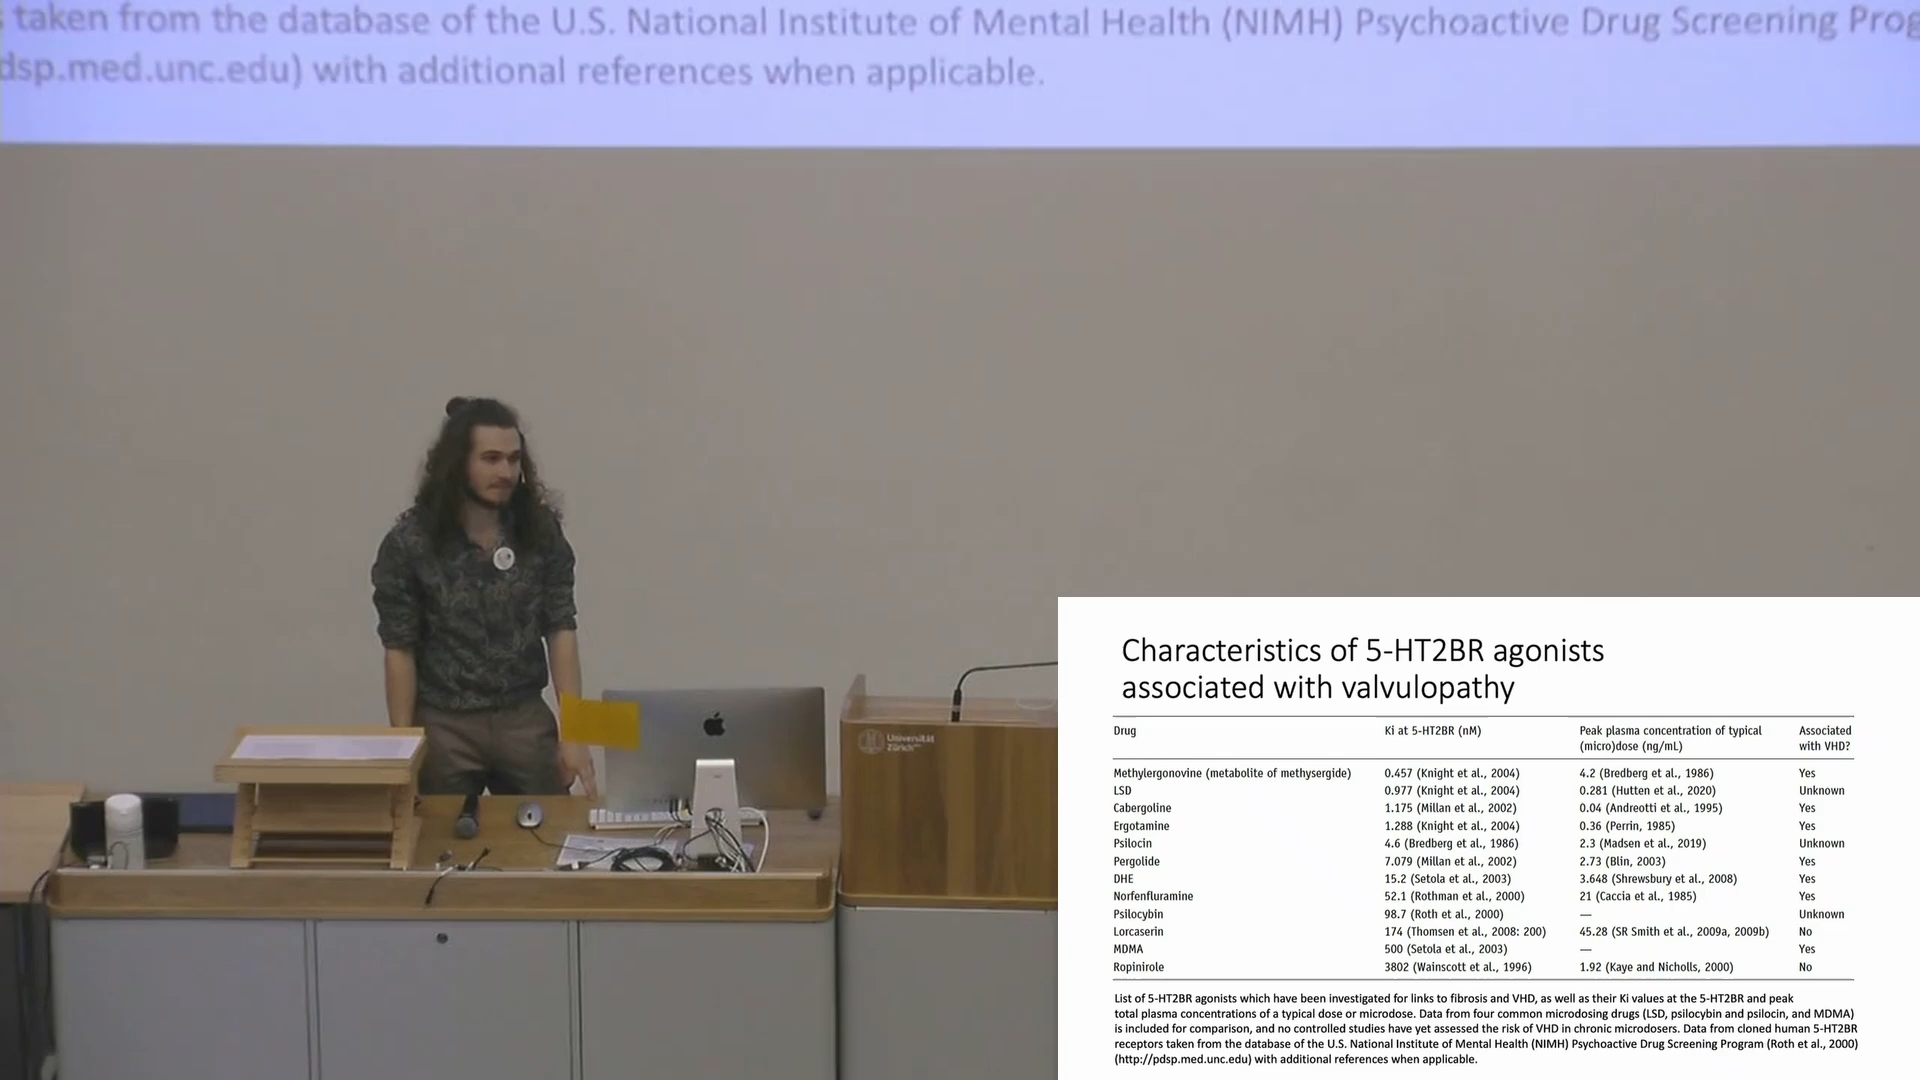 taken from the database of the U.S. National Institute of Mental Health (NIMH) Psychoactive Drug Screening
dsp.med.unc.edu) with additional references when applicable.
Universität
Zürich
Characteristics of 5-HT2BR agonists
associated with valvulopathy
Drug Ki at 5-HT2BR (nM) Peak plasma concentration of typical (micro)dose (ng/mL) Associated with VHD?
Methylergonovine (metabolite of methysergide) 0.457 (Knight et al., 2004) 4.2 (Bredberg et al., 1986) Yes
LSD 0.977 (Knight et al., 2004) 0.281 (Hutten et al., 2020) Unknown
Cabergoline 1.175 (Millan et al., 2002) 0.04 (Andreotti et al., 1995) Yes
Ergotamine 1.288 (Knight et al., 2004) 0.36 (Perrin, 1985) Yes
Psilocin 4.6 (Bredberg et al., 1986) 2.3 (Madsen et al., 2019) Unknown
Pergolide 7.079 (Millan et al., 2002) 2.73 (Blin, 2003) Yes
DHE 15.2 (Setola et al., 2003) 3.648 (Shrewsbury et al., 2008) Yes
Norfenfluramine 52.1 (Rothman et al., 2000) 21 (Caccia et al., 1985) Yes
Psilocybin 98.7 (Roth et al., 2000) — Unknown
Lorcaserin 174 (Thomsen et al., 2008: 200) 45.28 (SR Smith et al., 2009a, 2009b) No
MDMA 500 (Setola et al., 2003) — Yes
Ropinirole 3802 (Wainscott et al., 1996) 1.92 (Kaye and Nicholls, 2000) No
List of 5-HT2BR agonists which have been investigated for links to fibrosis and VHD, as well as their Ki values at the 5-HT2BR and peak
total plasma concentrations of a typical dose or microdose. Data from four common microdosing drugs (LSD, psilocybin and psilocin, and MDMA)
is included for comparison, and no controlled studies have yet assessed the risk of VHD in chronic microdosers. Data from cloned human 5-HT2BR
receptors taken from the database of the U.S. National Institute of Mental Health (NIMH) Psychoactive Drug Screening Program (Roth et al., 2000)
(http://pdsp.med.unc.edu) with additional references when applicable.